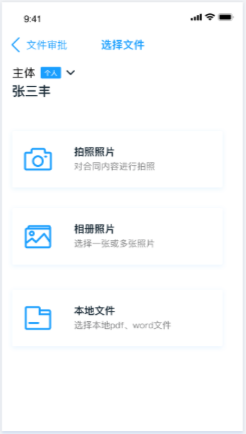 9:41
文件审批 选择文件
主体 个人
张三丰
拍照照片
对合同内容进行拍照
相册照片
选择一张或多张照片
本地文件
选择本地pdf、word文件